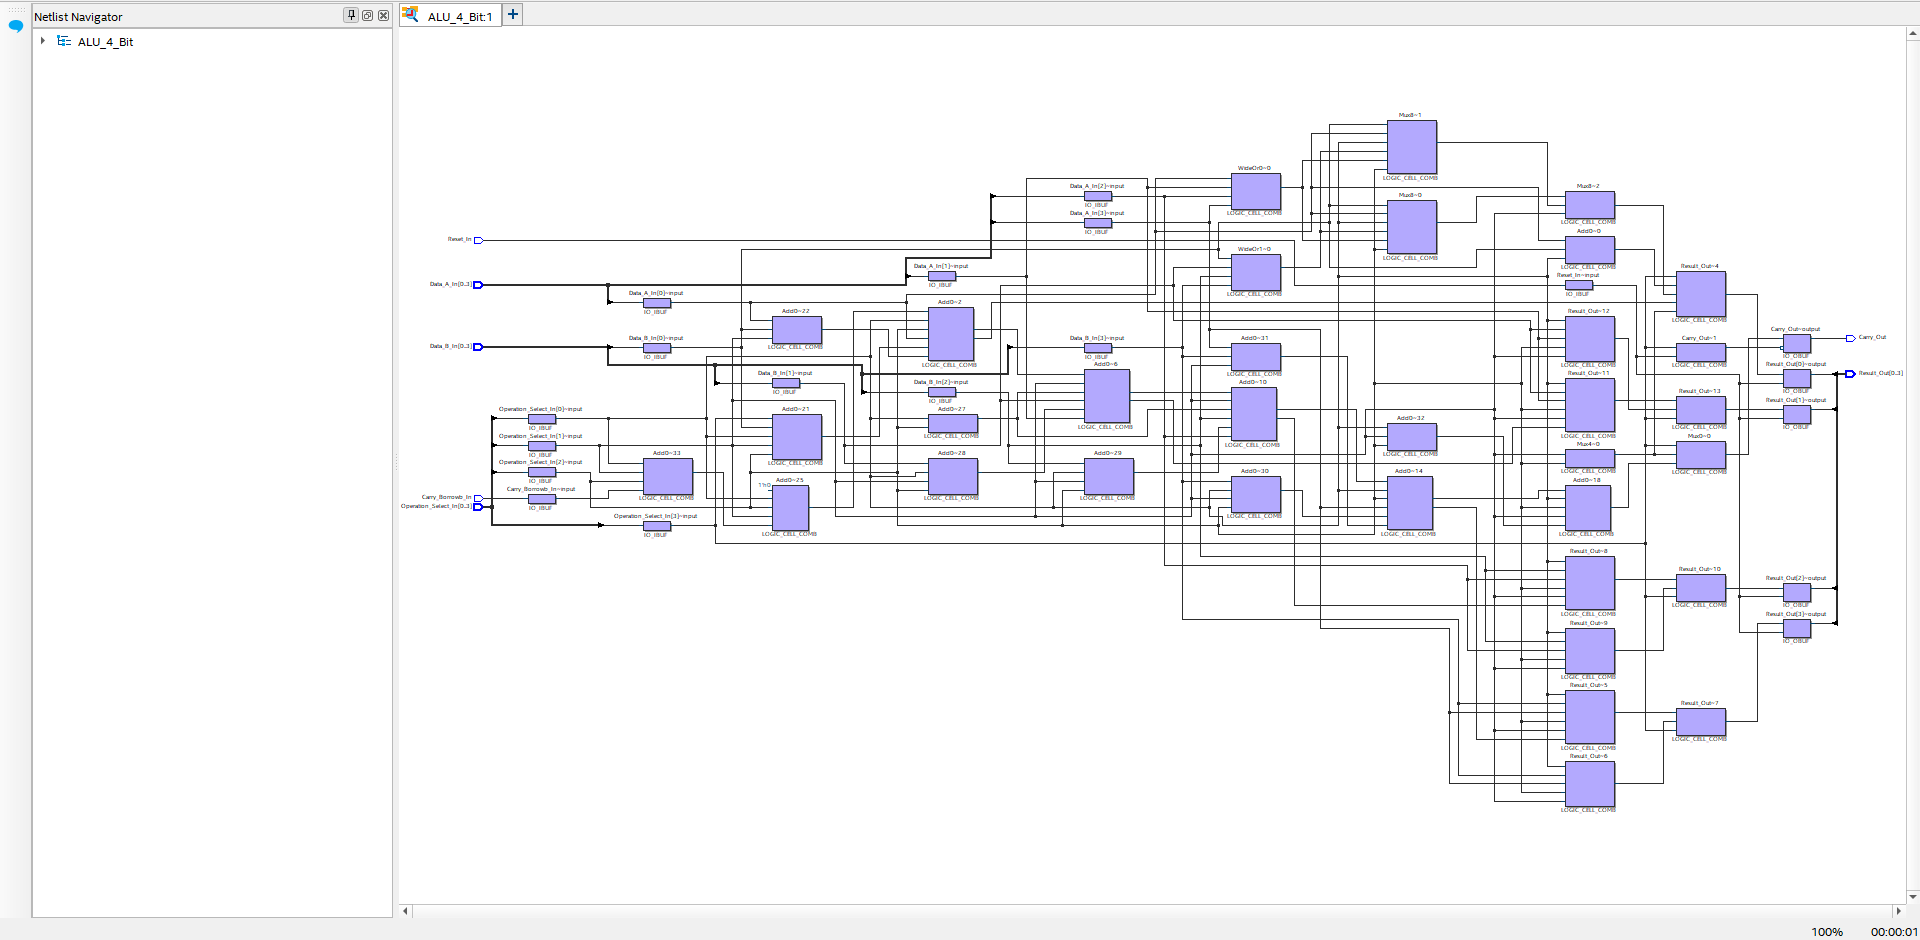 Netlist Navigator
ALU_4_Bit
ALU_4_Bit:1
Mux8~1
LOGIC_CELL_COMB
WideOr0~0
LOGIC_CELL_COMB
Data_A_In[2]~input
IO_IBUF
Mux8~2
LOGIC_CELL_COMB
Mux8~0
LOGIC_CELL_COMB
Data_A_In[3]~input
IO_IBUF
Add0~0
LOGIC_CELL_COMB
Reset_In
WideOr1~0
LOGIC_CELL_COMB
Data_A_In[1]~input
IO_IBUF
Result_Out~4
LOGIC_CELL_COMB
Reset_In~input
IO_IBUF
Data_A_In[0..3]
Data_A_In[0]~input
IO_IBUF
Add0~2
LOGIC_CELL_COMB
Add0~22
LOGIC_CELL_COMB
Result_Out~12
LOGIC_CELL_COMB
Carry_Out~output
IO_OBUF
Carry_Out
Data_B_In[0..3]
Data_B_In[0]~input
IO_IBUF
Data_B_In[3]~input
IO_IBUF
Add0~31
LOGIC_CELL_COMB
Carry_Out~1
LOGIC_CELL_COMB
Result_Out[0]~output
IO_OBUF
Result_Out[0..3]
Data_B_In[1]~input
IO_IBUF
Data_B_In[2]~input
IO_IBUF
Add0~6
LOGIC_CELL_COMB
Add0~10
LOGIC_CELL_COMB
Result_Out~11
LOGIC_CELL_COMB
Result_Out~13
LOGIC_CELL_COMB
Result_Out[1]~output
IO_OBUF
Operation_Select_In[0]~input
IO_IBUF
Add0~21
LOGIC_CELL_COMB
Add0~27
LOGIC_CELL_COMB
Add0~32
LOGIC_CELL_COMB
Operation_Select_In[1]~input
IO_IBUF
Mux4~0
LOGIC_CELL_COMB
Mux0~0
LOGIC_CELL_COMB
Add0~33
LOGIC_CELL_COMB
Add0~28
LOGIC_CELL_COMB
Add0~29
LOGIC_CELL_COMB
Operation_Select_In[2]~input
IO_IBUF
Add0~30
LOGIC_CELL_COMB
Add0~14
LOGIC_CELL_COMB
Add0~18
LOGIC_CELL_COMB
1'h0
Add0~25
LOGIC_CELL_COMB
Carry_Borrowb_In~input
IO_IBUF
Carry_Borrowb_In
Operation_Select_In[0..3]
Operation_Select_In[3]~input
IO_IBUF
Result_Out~8
LOGIC_CELL_COMB
Result_Out~10
LOGIC_CELL_COMB
Result_Out[2]~output
IO_OBUF
Result_Out[3]~output
IO_OBUF
Result_Out~9
LOGIC_CELL_COMB
Result_Out~5
LOGIC_CELL_COMB
Result_Out~7
LOGIC_CELL_COMB
Result_Out~6
LOGIC_CELL_COMB
100%
00:00:01